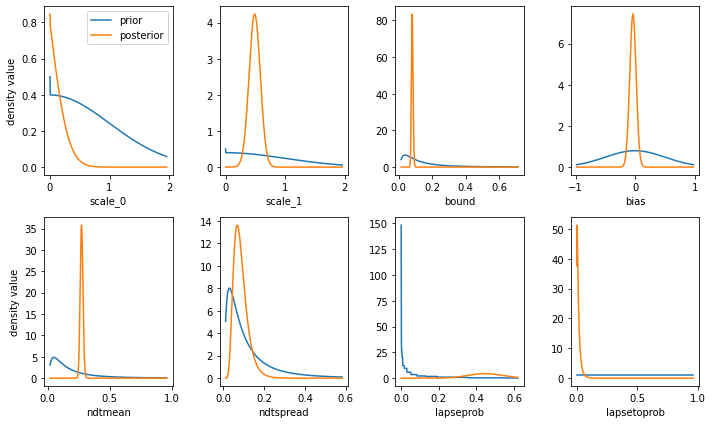 0.8
0.6
0.4
0.2
0.0
density value
prior
posterior
0 1 2
scale_0
4
3
2
1
0
0 1 2
scale_1
80
60
40
20
0
0.0 0.2 0.4 0.6
bound
6
4
2
0
−1 0 1
bias
35
30
25
20
15
10
5
0
density value
0.0 0.5 1.0
ndtmean
14
12
10
8
6
4
2
0
0.0 0.2 0.4 0.6
ndtspread
150
125
100
75
50
25
0
0.0 0.2 0.4 0.6
lapseprob
50
40
30
20
10
0
0.0 0.5 1.0
lapsetoprob